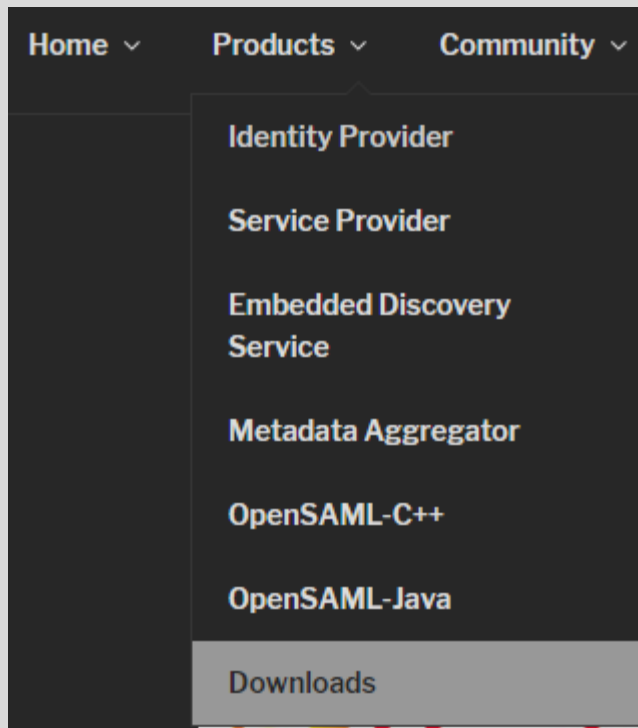 Home Products Community
Identity Provider
Service Provider
Embedded Discovery
Service
Metadata Aggregator
OpenSAML-C++
OpenSAML-Java
Downloads